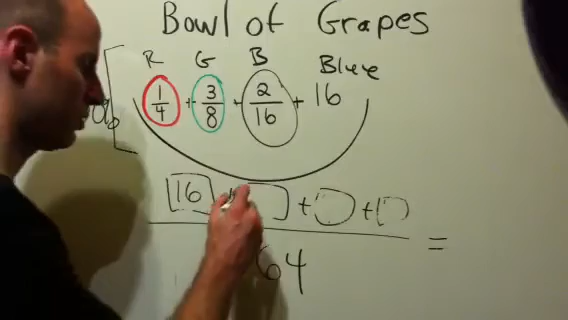 Bowl of Grapes
R G B Blue
[ 1/4 + 3/8 + 2/16 + 16
16 + + +
64 =